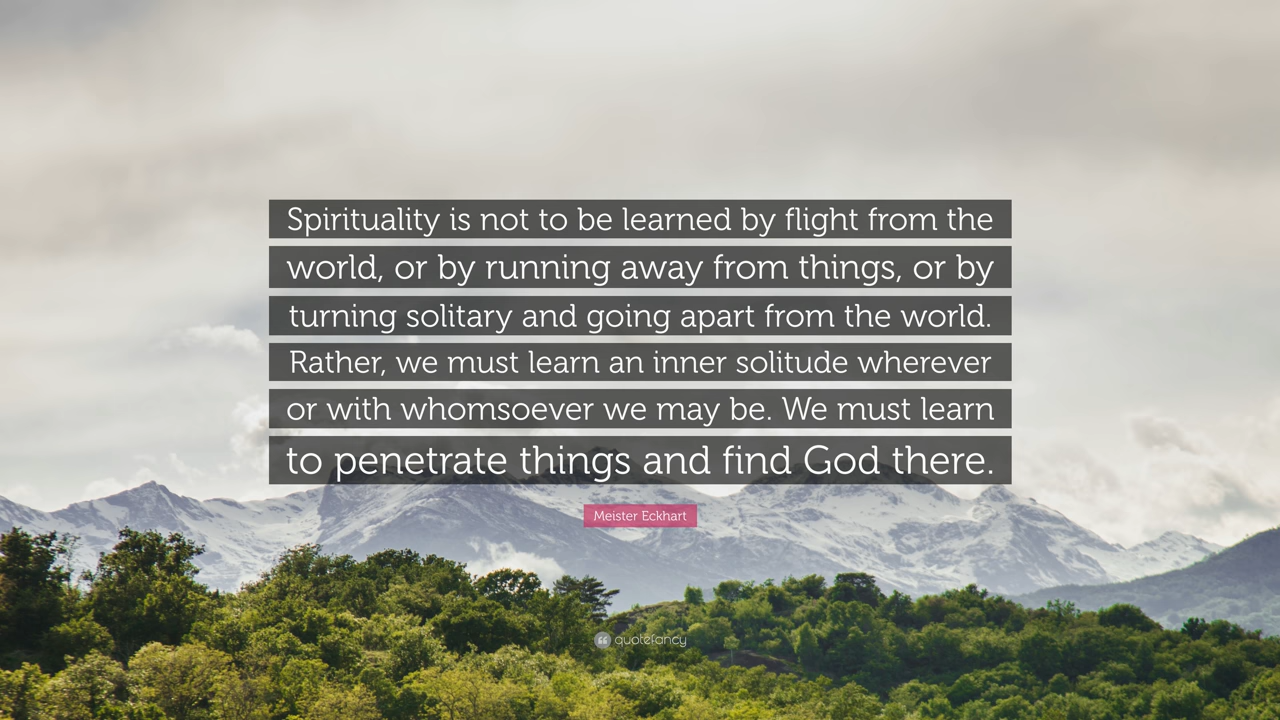 Spirituality is not to be learned by flight from the
world, or by running away from things, or by
turning solitary and going apart from the world.
Rather, we must learn an inner solitude wherever
or with whomsoever we may be. We must learn
to penetrate things and find God there.
Meister Eckhart
quotefancy